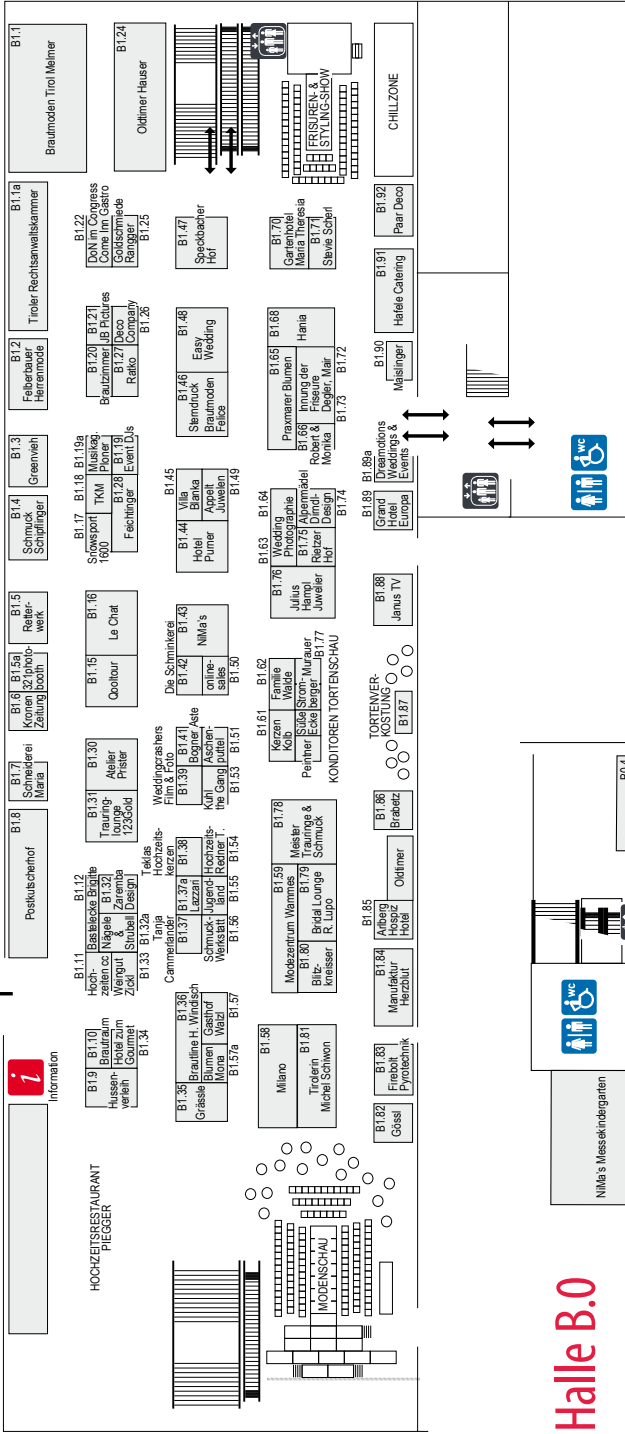 B1.1
Brautmoden Tirol Melmer
B1.24
Oldtimer Hauser
FRISUREN- &
STYLING-SHOW
CHILLZONE
B1.1a
Tiroler Rechtsanwaltskammer
B1.22
DoN im Congress
Come Inn Gastro
Goldschmiede
Rangger
B1.25
B1.47
Speckbacher
Hof
B1.70
Gartenhotel
Maria Theresia
B1.71
Stevie Scherl
B1.92
Paar Deco
B1.2
Felberbauer
Herrenmode
B1.20
B1.21
Brautzimmer
JB Pictures
B1.27
Ratko
Deco
Company
B1.26
B1.48
Easy
Wedding
B1.46
Sterndruck
Brautmoden
Felice
B1.68
Hania
B1.65
Praxmarer Blumen
Innung der
Friseure
Degler, Mair
B1.72
B1.66
Robert &
Monika
B1.73
B1.91
Hafele Catering
B1.90
Maislinger
B1.3
Greenvieh
B1.4
Schmuck
Schipflinger
B1.17
Snowsport
1600
B1.18
TKM
B1.19a
Musikag.
Ploner
B1.28
Feichtinger
B1.19
Event DJs
B1.45
Villa
Blanka
B1.44
Hotel
Purner
Appelt
Juwelen
B1.49
B1.63
B1.64
Wedding
Photographie
B1.75
Rietzer
Hof
Alpenmädel
Dirndl-
Design
B1.74
B1.76
Julius
Hampl
Juwelier
B1.89a
Dreamotions
Weddings &
Events
B1.89
Grand
Hotel
Europa
WC
B1.5
Retter-
werk
B1.5a
321photo-
booth
B1.6
Kronen
Zeitung
B1.16
Le Chat
B1.15
Qooltour
Die Schminkerei
B1.43
NiMa's
B1.42
online-
sales
B1.50
B1.61
B1.62
Kerzen
Kolb
Familie
Walde
Peintner
Süße
Ecke
Strom-
berger
Murauer
B1.77
KONDITOREN TORTENSCHAU
B1.88
Janus TV
TORTENVER-
KOSTUNG
B1.87
B1.7
Schneiderei
Maria
B1.8
Postkutscherhof
B1.30
Atelier
Prister
B1.31
Trauring-
lounge
123Gold
Weddingcrashers
Film & Foto
B1.39
B1.41
Bogner Aste
Kuhl
the Gang
Aschen-
puttel
B1.51
B1.53
B1.78
Meister
Trauringe &
Schmuck
B1.59
Modezentrum Wammes
B1.79
Bridal Lounge
R. Lupo
B1.80
Blitz-
kneisser
B1.86
Brabetz
B1.85
Arlberg
Hospiz
Hotel
Oldtimer
B1.84
Manufaktur
Herzblut
B1.11
B1.12
Hoch-
zeiten cc
Bastelecke Brigitte
Nägele
&
Strubell
B1.32
Zaremba
Design
Weingut
Zickl
B1.33
B1.32a
Teklas
Hochzeits-
kerzen
Tanja
Cammerlander
B1.37
B1.37a
Lazzari
B1.38
Schmuck-
Werkstatt
Jugend-
land
Hochzeits-
Redner T.
B1.54
B1.55
B1.56
Information
B1.9
Hussen-
verleih
B1.10
Brautraum
Hotel zum
Gourmet
B1.34
B1.35
Grässle
B1.36
Brautline H. Windisch
Blumen
Mona
Gasthof
Walzl
B1.57
B1.57a
B1.58
Milano
B1.81
Tirolerin
Michel Schiwon
B1.83
Firebolt
Pyrotechnik
B1.82
Gössl
HOCHZEITSRESTAURANT
PIEGGER
MODENSCHAU
WC
NiMa's Messekindergarten
Halle B.0